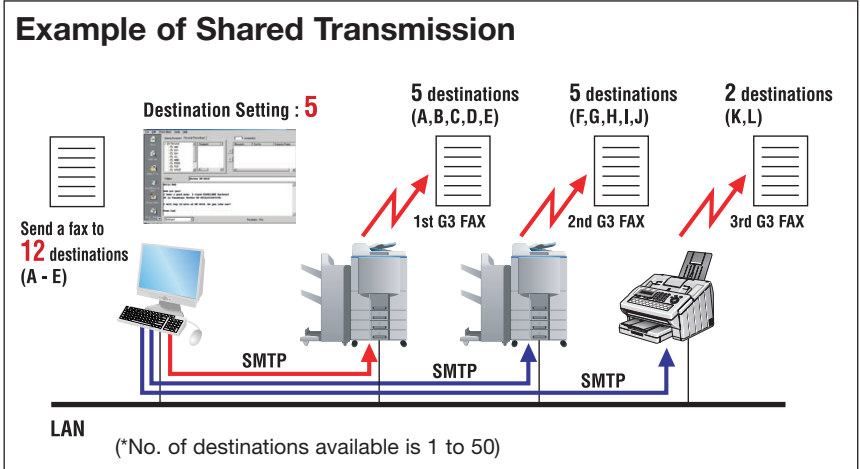 Example of Shared Transmission
Destination Setting : 5
5 destinations
(A,B,C,D,E)
5 destinations
(F,G,H,I,J)
2 destinations
(K,L)
Send a fax to
12 destinations
(A - E)
1st G3 FAX
2nd G3 FAX
3rd G3 FAX
SMTP
SMTP
SMTP
LAN
(*No. of destinations available is 1 to 50)